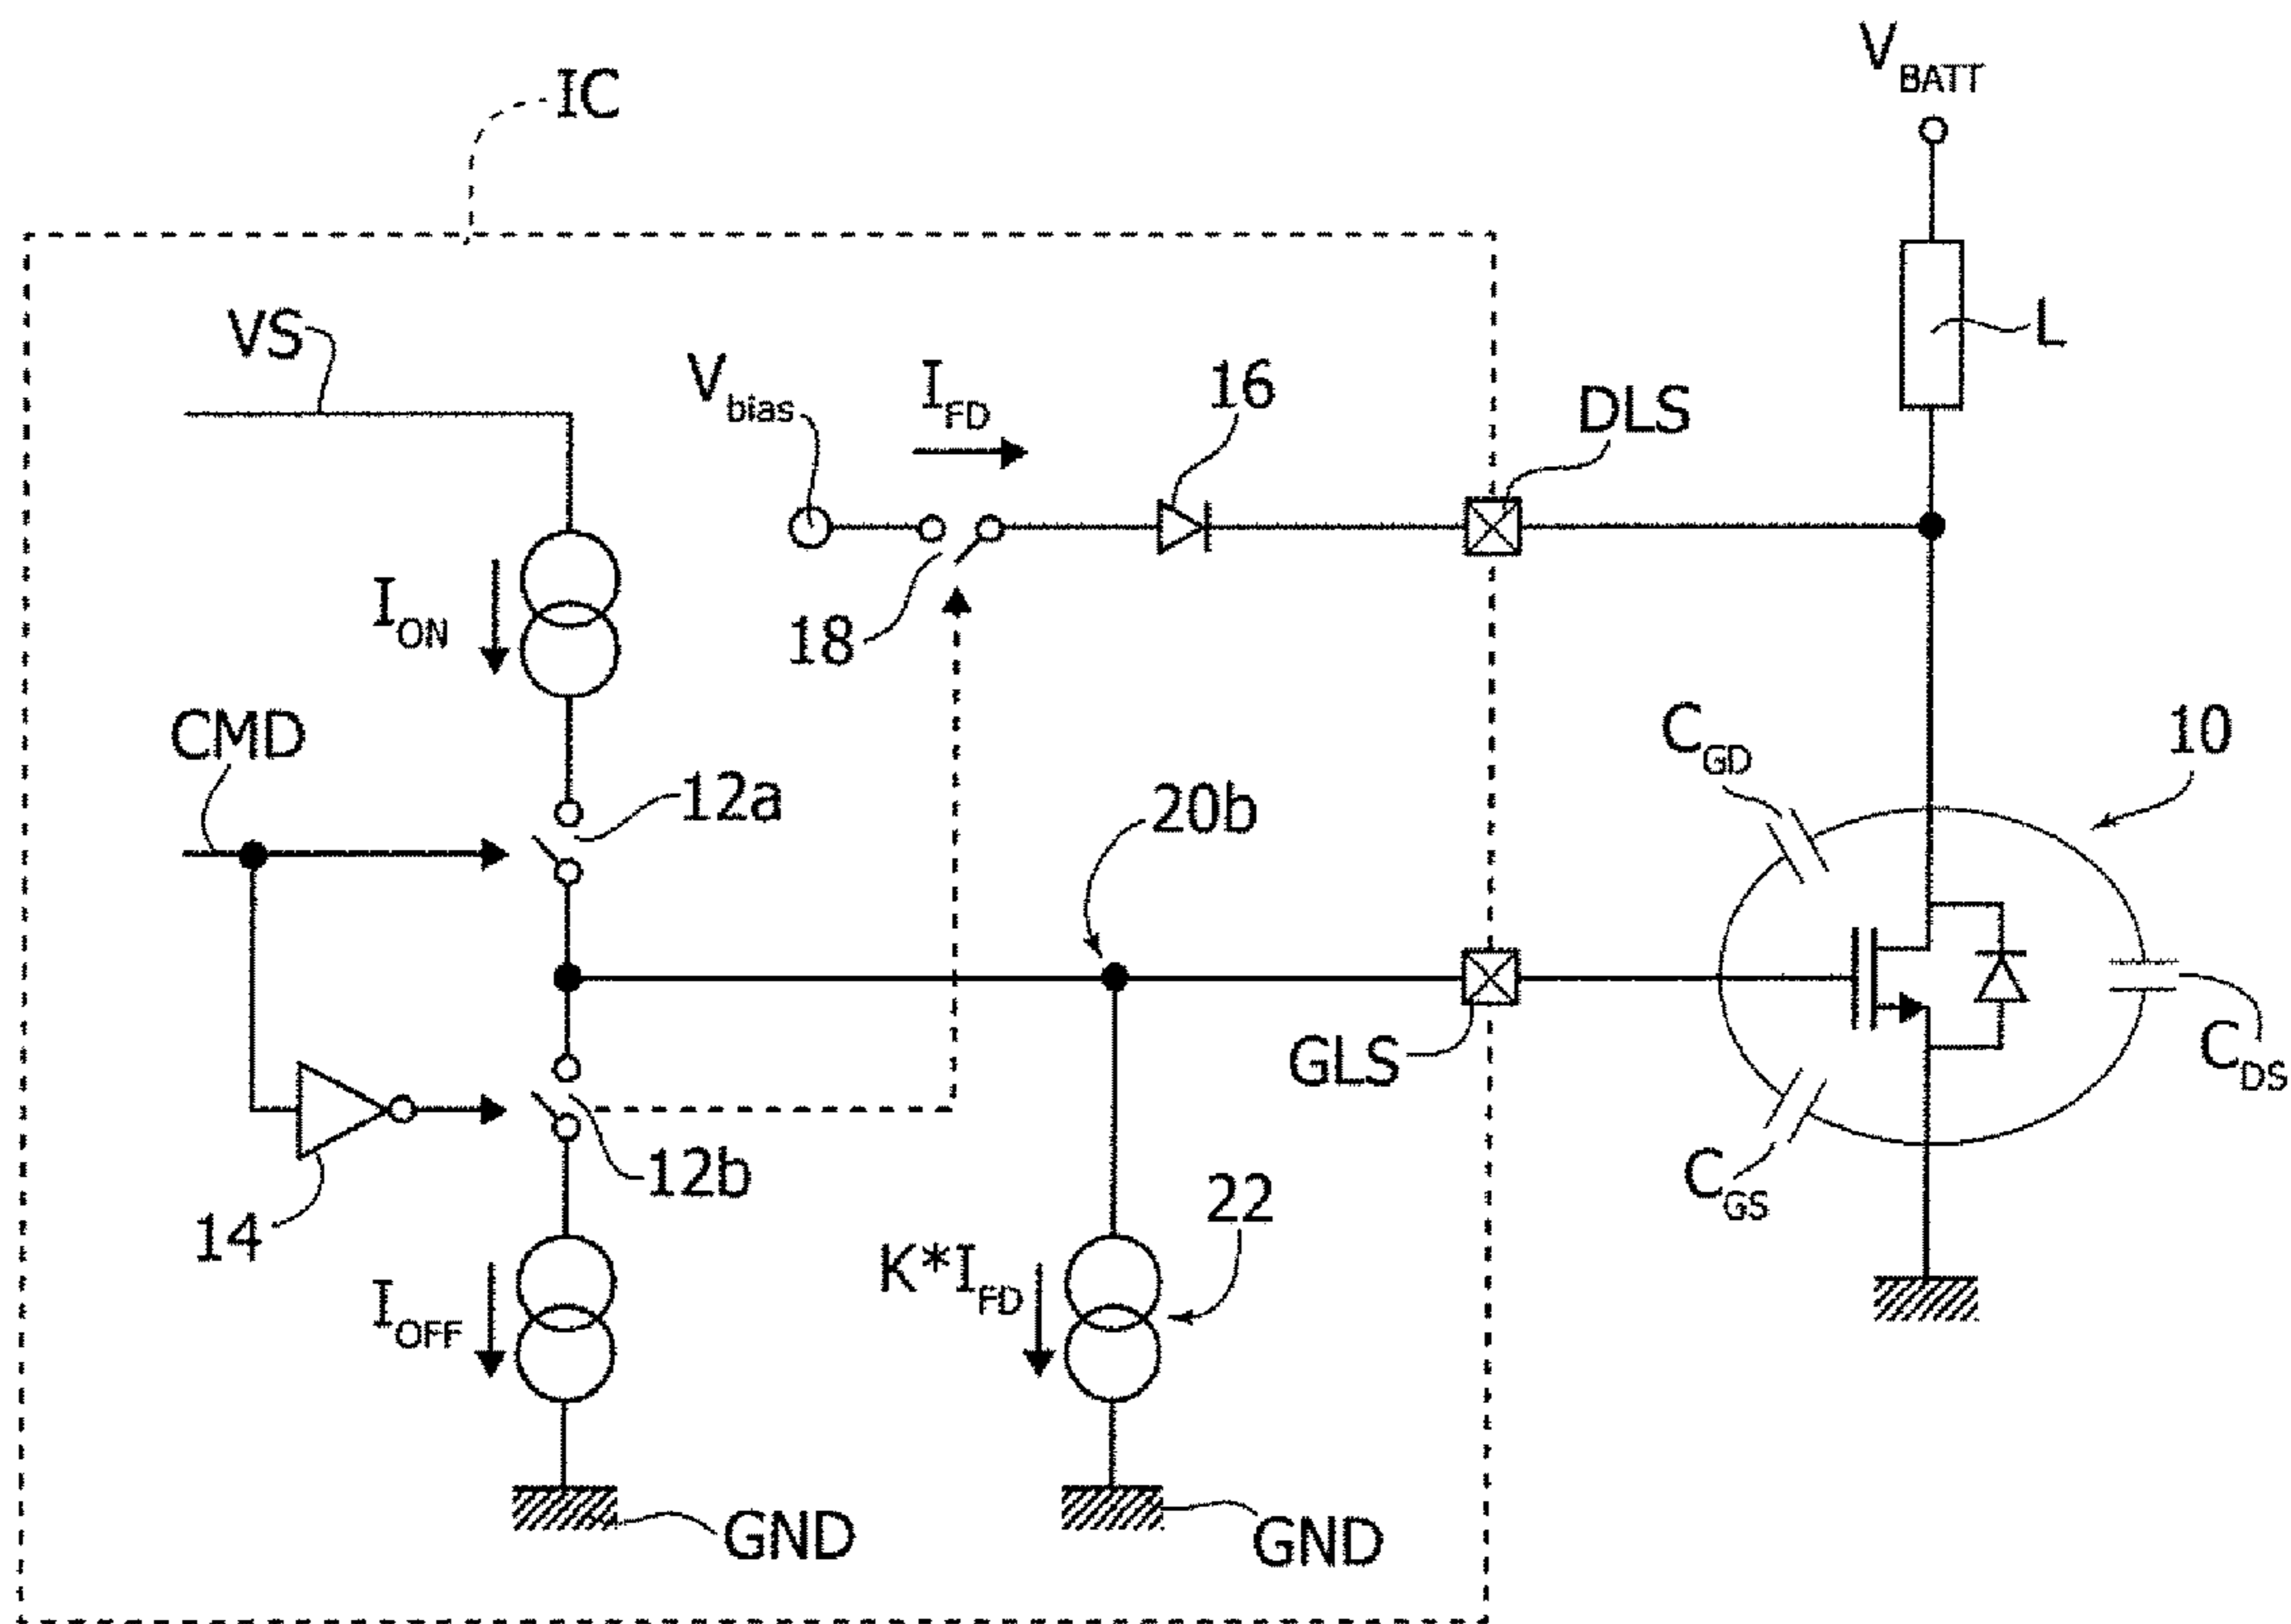 V_BATT
IC
VS
V_bias
I_FD
16
DLS
L
I_ON
18
CMD
12a
20b
C_GD
10
GLS
C_DS
14
12b
C_GS
22
I_OFF
K*I_FD
GND
GND